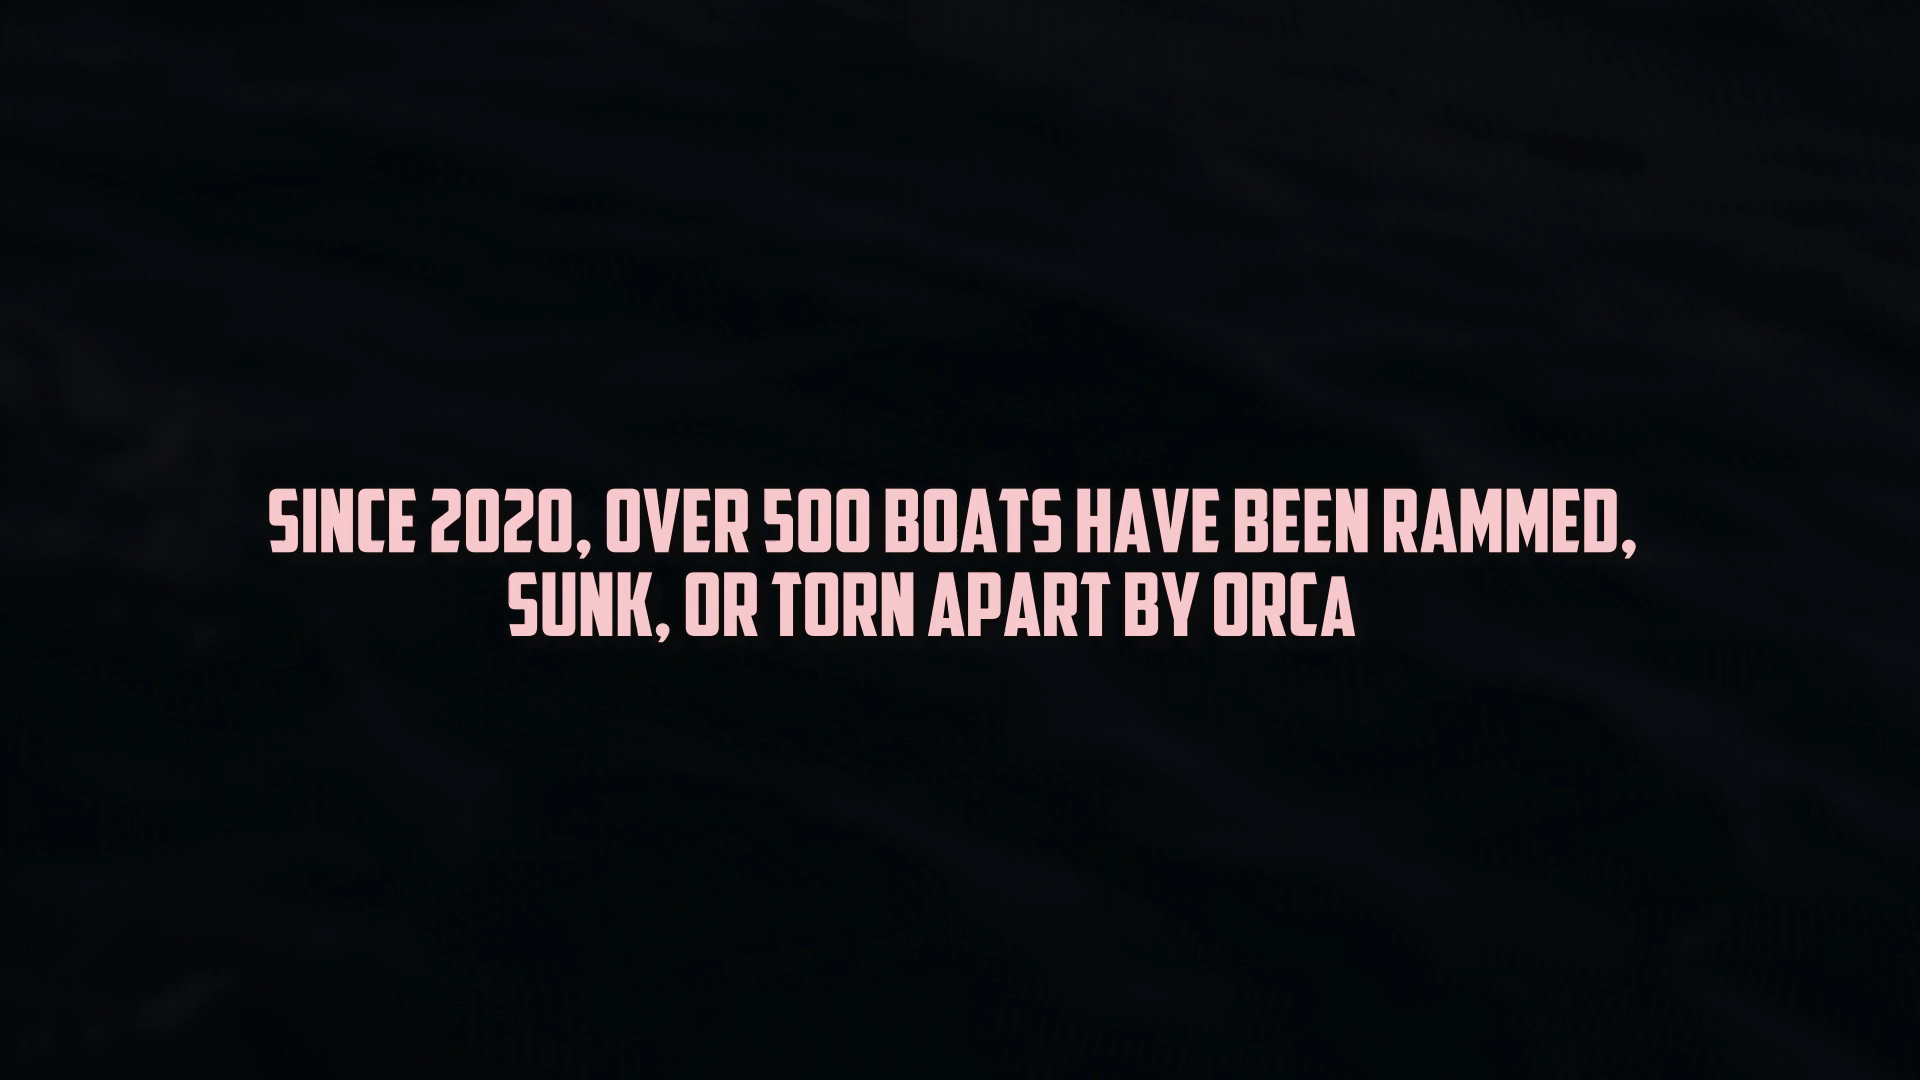 SINCE 2020, OVER 500 BOATS HAVE BEEN RAMMED,
SUNK, OR TORN APART BY ORCA